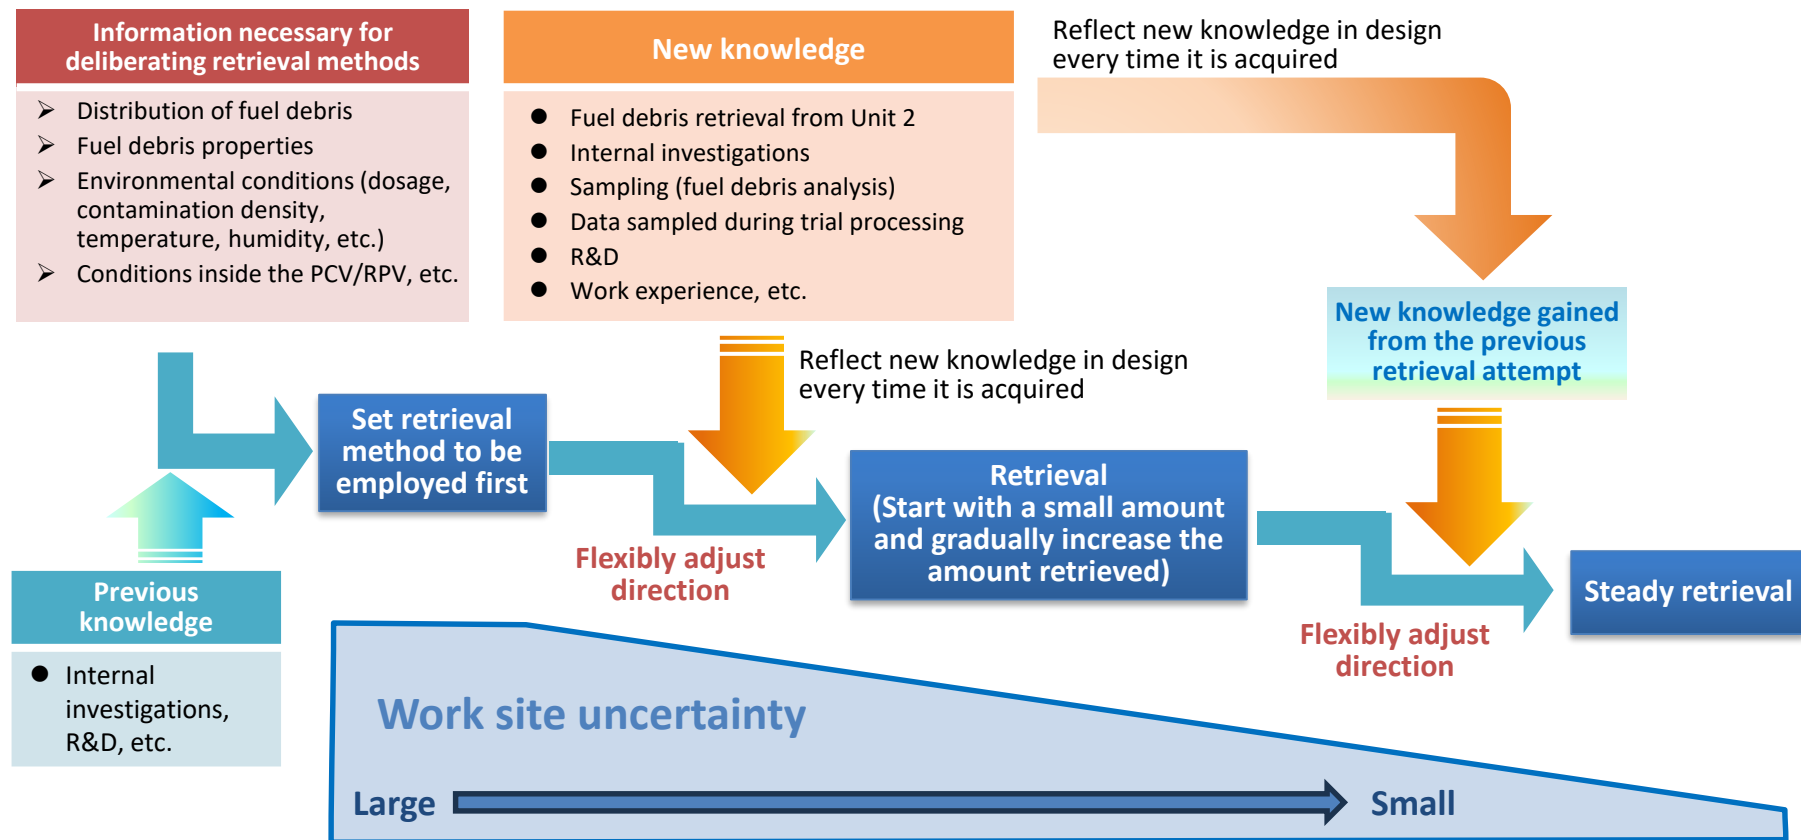 Information necessary for
deliberating retrieval methods
Distribution of fuel debris
Fuel debris properties
Environmental conditions (dosage,
contamination density,
temperature, humidity, etc.)
Conditions inside the PCV/RPV, etc.
New knowledge
Fuel debris retrieval from Unit 2
Internal investigations
Sampling (fuel debris analysis)
Data sampled during trial processing
R&D
Work experience, etc.
Reflect new knowledge in design
every time it is acquired
New knowledge gained
from the previous
retrieval attempt
Reflect new knowledge in design
every time it is acquired
Set retrieval
method to be
employed first
Retrieval
(Start with a small amount
and gradually increase the
amount retrieved)
Steady retrieval
Flexibly adjust
direction
Flexibly adjust
direction
Previous
knowledge
Internal
investigations,
R&D, etc.
Work site uncertainty
Large
Small